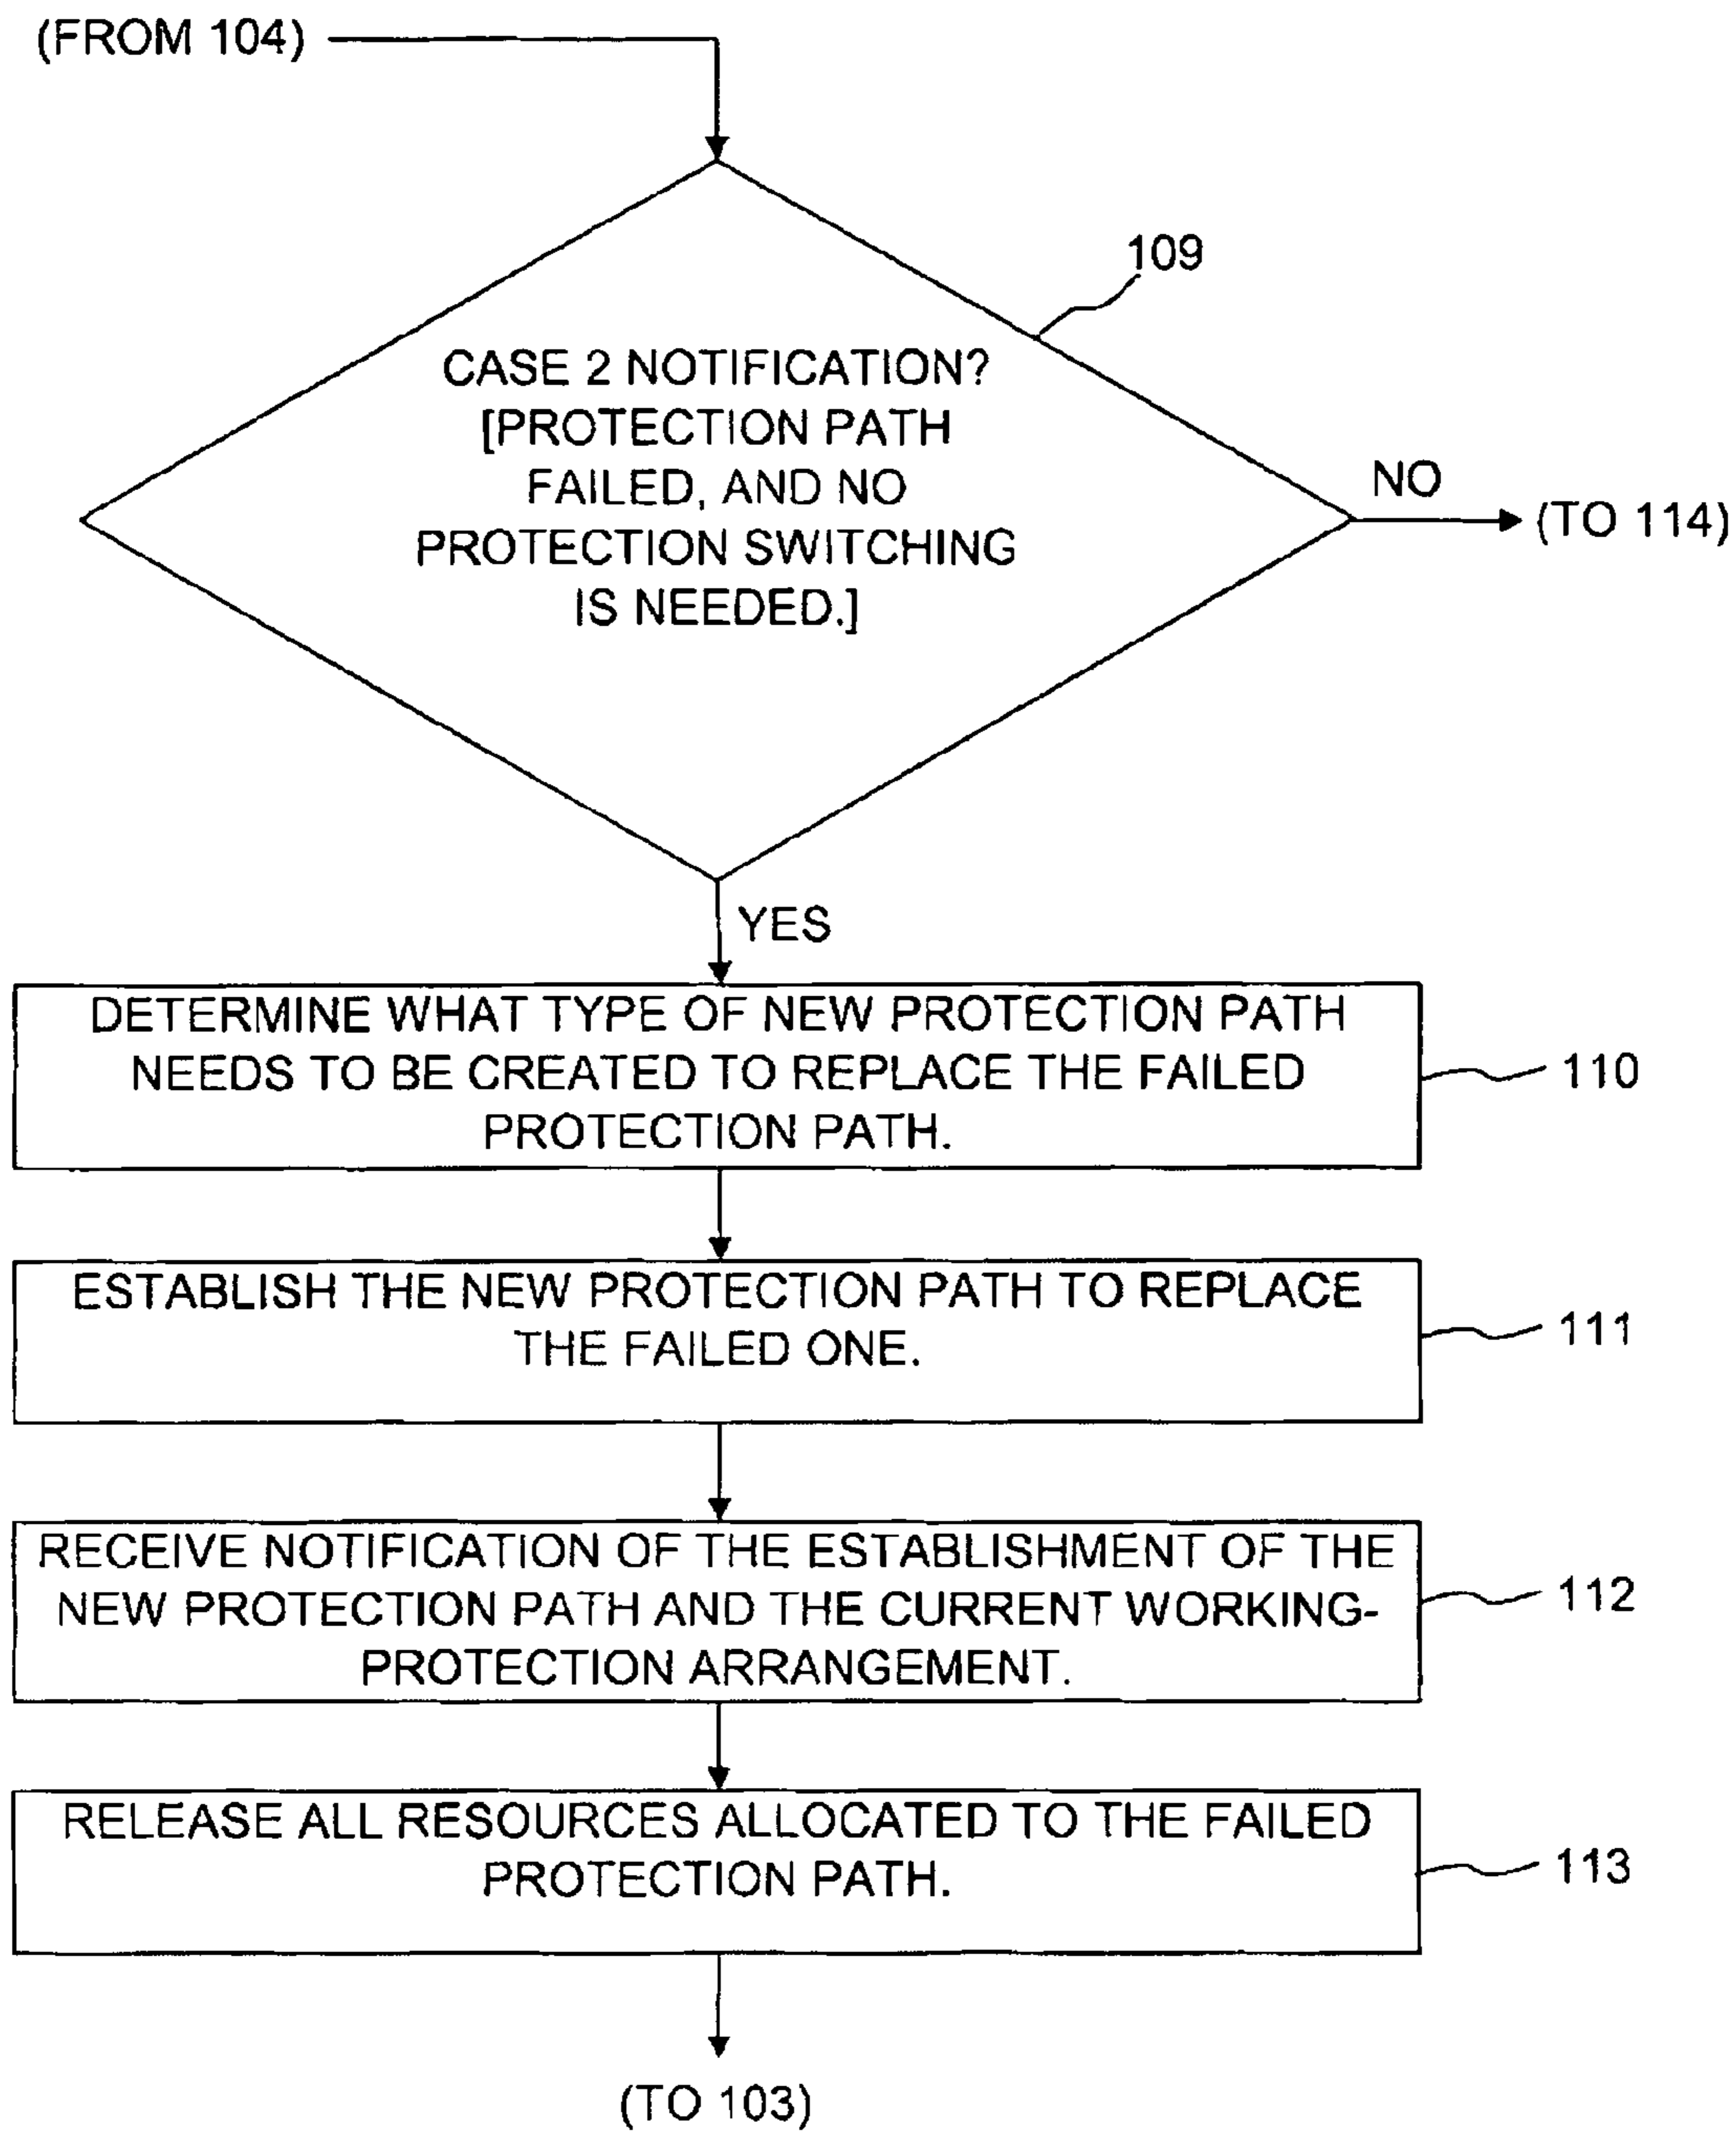 (FROM 104)
109
CASE 2 NOTIFICATION?
[PROTECTION PATH
FAILED, AND NO
PROTECTION SWITCHING
IS NEEDED.]
NO
(TO 114)
YES
DETERMINE WHAT TYPE OF NEW PROTECTION PATH
NEEDS TO BE CREATED TO REPLACE THE FAILED
PROTECTION PATH.
110
ESTABLISH THE NEW PROTECTION PATH TO REPLACE
THE FAILED ONE.
111
RECEIVE NOTIFICATION OF THE ESTABLISHMENT OF THE
NEW PROTECTION PATH AND THE CURRENT WORKING-
PROTECTION ARRANGEMENT.
112
RELEASE ALL RESOURCES ALLOCATED TO THE FAILED
PROTECTION PATH.
113
(TO 103)